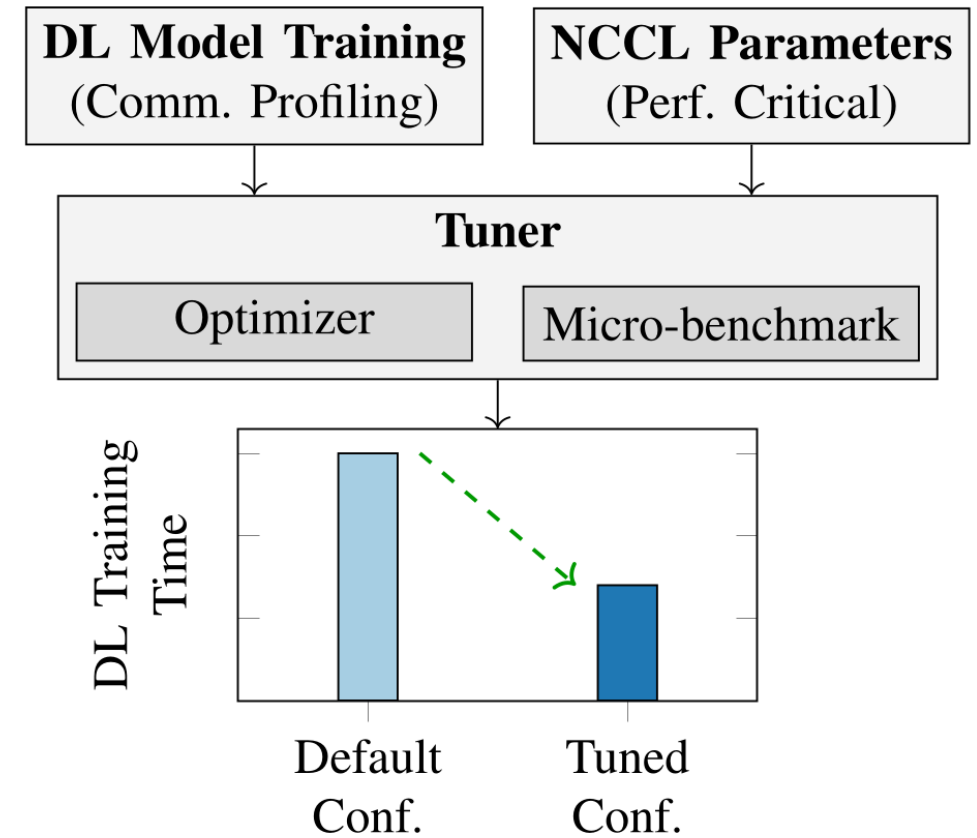 DL Model Training
(Comm. Profiling)
NCCL Parameters
(Perf. Critical)
Tuner
Optimizer
Micro-benchmark
DL Training
Time
Default
Conf.
Tuned
Conf.